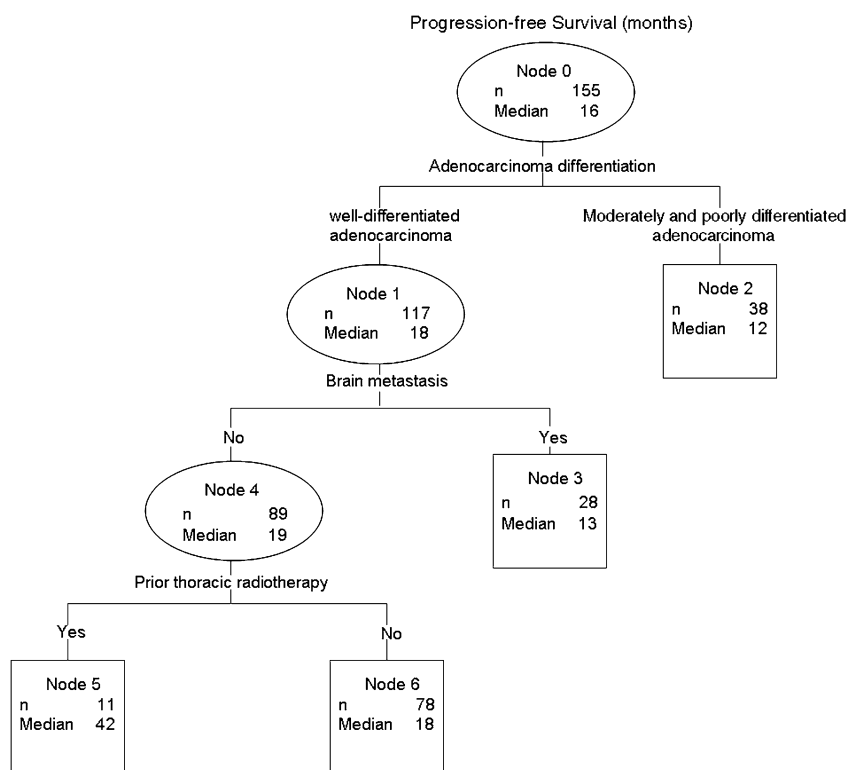 Progression-free Survival (months)
Node 0
n 155
Median 16
Adenocarcinoma differentiation
well-differentiated
adenocarcinoma
Moderately and poorly differentiated
adenocarcinoma
Node 1
n 117
Median 18
Node 2
n 38
Median 12
Brain metastasis
No
Yes
Node 4
n 89
Median 19
Node 3
n 28
Median 13
Prior thoracic radiotherapy
Yes
No
Node 5
n 11
Median 42
Node 6
n 78
Median 18